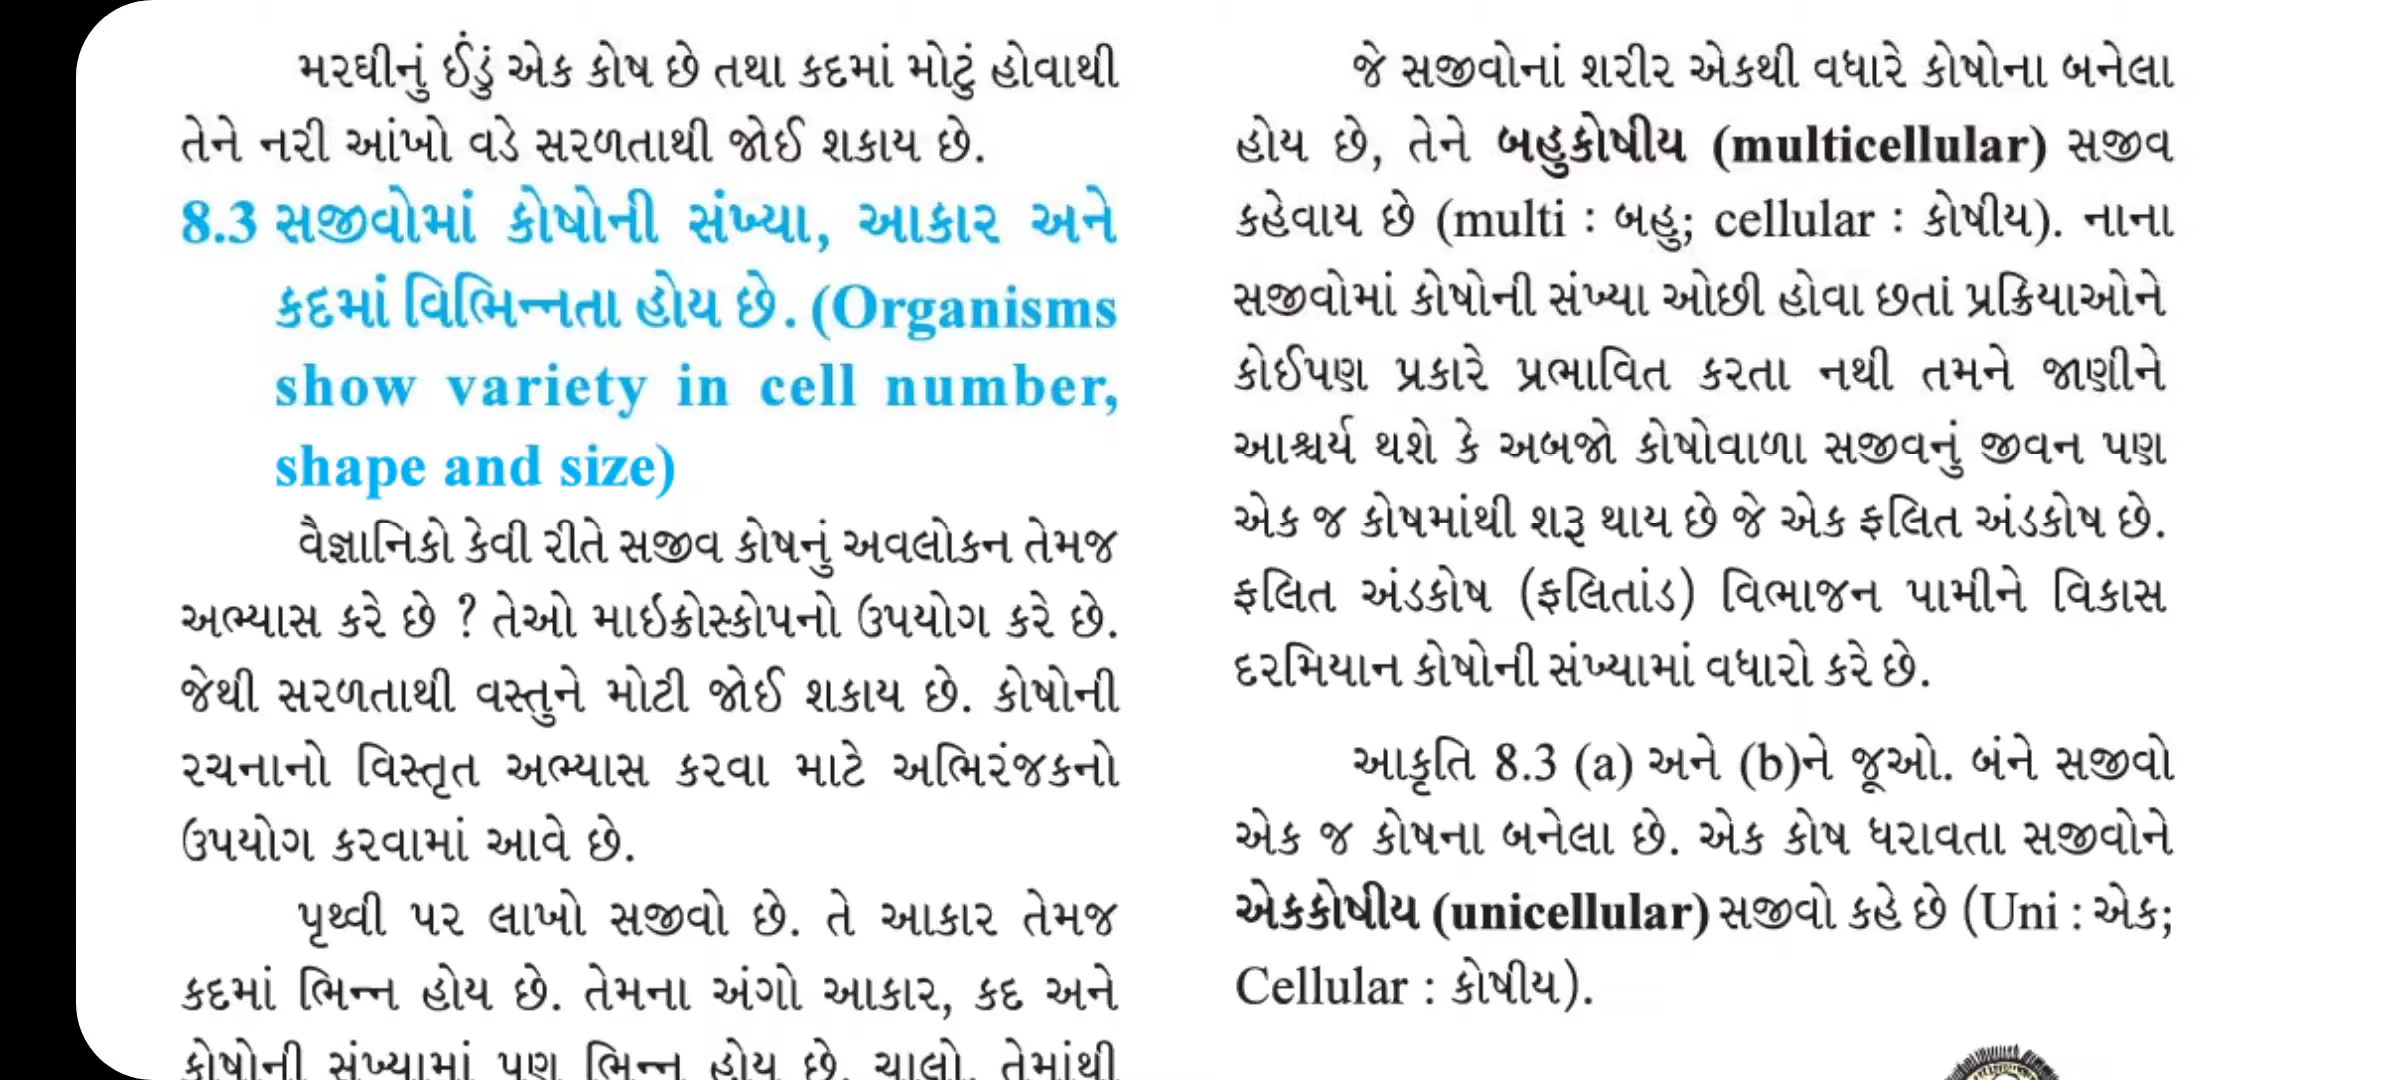 મરઘીનું ઈંડું એક કોષ છે તથા કદમાં મોટું હોવાથી
તેને નરી આંખો વડે સરળતાથી જોઈ શકાય છે.
8.3 સજીવોમાં કોષોની સંખ્યા, આકાર અને
કદમાં વિભિન્નતા હોય છે. (Organisms
show variety in cell number,
shape and size)
વૈજ્ઞાનિકો કેવી રીતે સજીવ કોષનું અવલોકન તેમજ
અભ્યાસ કરે છે ? તેઓ માઇક્રોસ્કોપનો ઉપયોગ કરે છે.
જેથી સરળતાથી વસ્તુને મોટી જોઈ શકાય છે. કોષોની
રચનાનો વિસ્તૃત અભ્યાસ કરવા માટે અભિરંજકનો
ઉપયોગ કરવામાં આવે છે.
પૃથ્વી પર લાખો સજીવો છે. તે આકાર તેમજ
કદમાં ભિન્ન હોય છે. તેમના અંગો આકાર, કદ અને
કોષોની સંખ્યામાં પણ ભિન્ન હોય છે. ચાલો, તેમાંથી
જે સજીવોનાં શરીર એકથી વધારે કોષોના બનેલા
હોય છે, તેને બહુકોષીય (multicellular) સજીવ
કહેવાય છે (multi : બહુ; cellular : કોષીય). નાના
સજીવોમાં કોષોની સંખ્યા ઓછી હોવા છતાં પ્રક્રિયાઓને
કોઈપણ પ્રકારે પ્રભાવિત કરતા નથી તમને જાણીને
આશ્ચર્ય થશે કે અબજો કોષોવાળા સજીવનું જીવન પણ
એક જ કોષમાંથી શરૂ થાય છે જે એક ફલિત અંડકોષ છે.
ફલિત અંડકોષ (ફલિતાંડ) વિભાજન પામીને વિકાસ
દરમિયાન કોષોની સંખ્યામાં વધારો કરે છે.
આકૃતિ 8.3 (a) અને (b)ને જૂઓ. બંને સજીવો
એક જ કોષના બનેલા છે. એક કોષ ધરાવતા સજીવોને
એકકોષીય (unicellular) સજીવો કહે છે (Uni : એક;
Cellular : કોષીય).